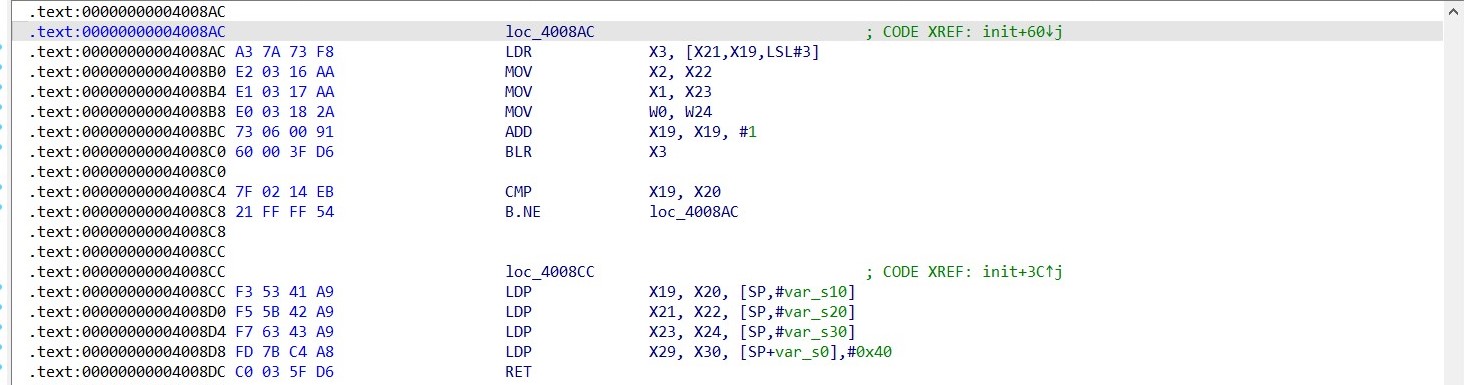 .text:00000000004008AC
.text:00000000004008AC loc_4008AC ; CODE XREF: init+60↓j
.text:00000000004008AC A3 7A 73 F8 LDR X3, [X21,X19,LSL#3]
.text:00000000004008B0 E2 03 16 AA MOV X2, X22
.text:00000000004008B4 E1 03 17 AA MOV X1, X23
.text:00000000004008B8 E0 03 18 2A MOV W0, W24
.text:00000000004008BC 73 06 00 91 ADD X19, X19, #1
.text:00000000004008C0 60 00 3F D6 BLR X3
.text:00000000004008C0
.text:00000000004008C4 7F 02 14 EB CMP X19, X20
.text:00000000004008C8 21 FF FF 54 B.NE loc_4008AC
.text:00000000004008C8
.text:00000000004008CC
.text:00000000004008CC loc_4008CC ; CODE XREF: init+3C↑j
.text:00000000004008CC F3 53 41 A9 LDP X19, X20, [SP,#var_s10]
.text:00000000004008D0 F5 5B 42 A9 LDP X21, X22, [SP,#var_s20]
.text:00000000004008D4 F7 63 43 A9 LDP X23, X24, [SP,#var_s30]
.text:00000000004008D8 FD 7B C4 A8 LDP X29, X30, [SP+var_s0],#0x40
.text:00000000004008DC C0 03 5F D6 RET